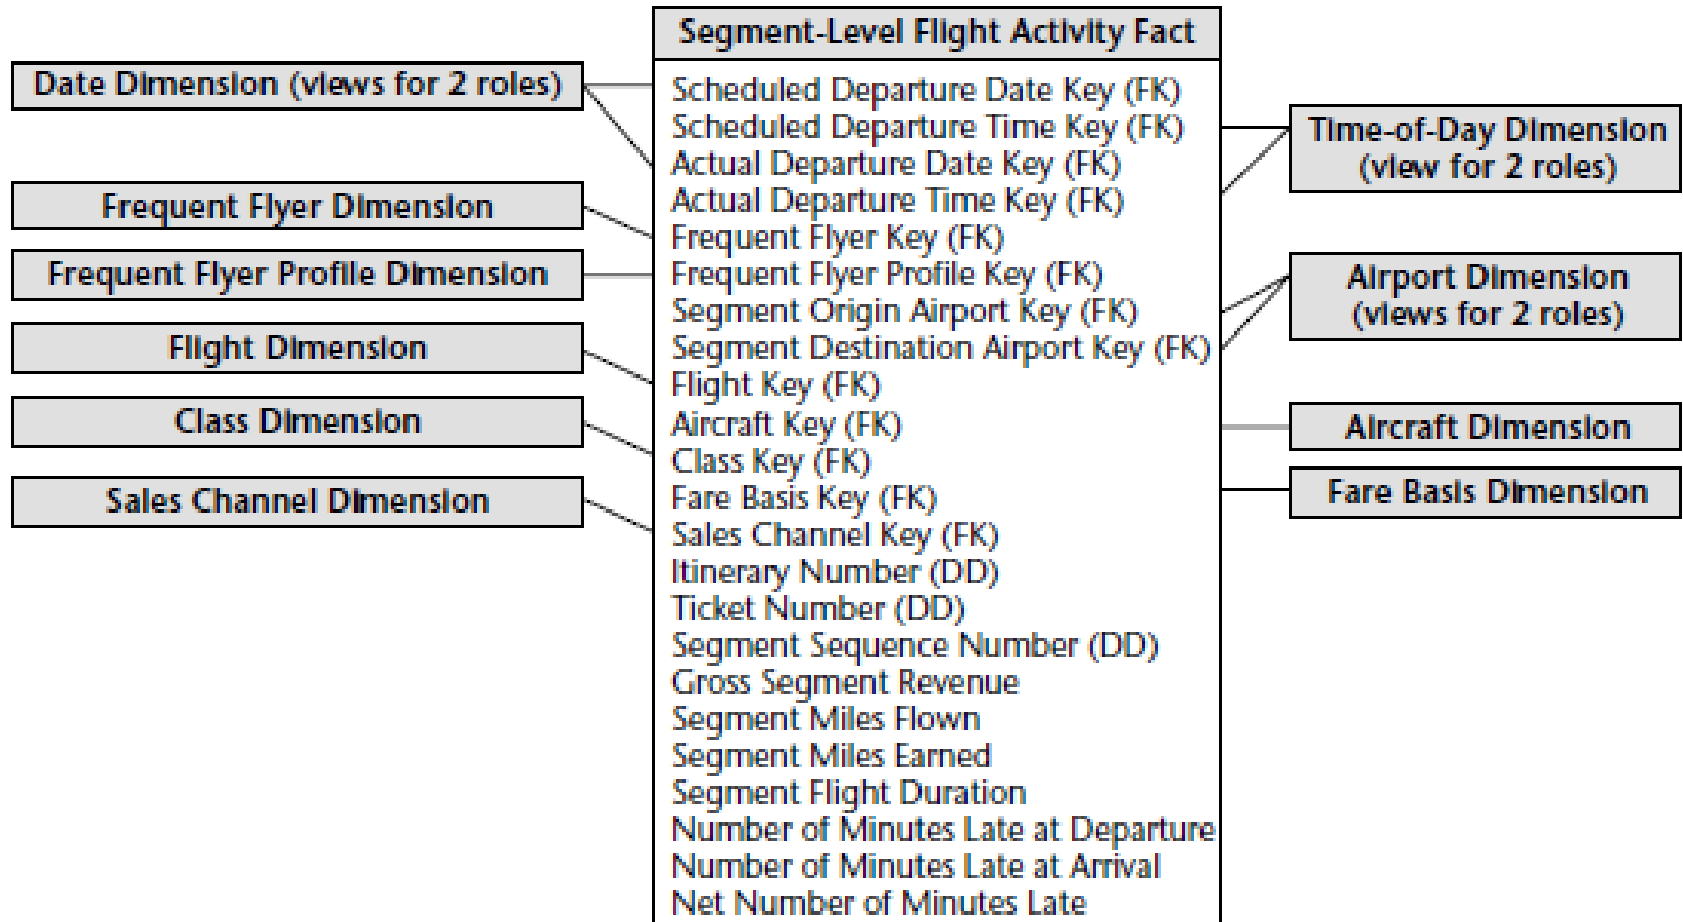 Segment-Level Flight Activity Fact
Date Dimension (views for 2 roles)
Frequent Flyer Dimension
Frequent Flyer Profile Dimension
Flight Dimension
Class Dimension
Sales Channel Dimension
Scheduled Departure Date Key (FK)
Scheduled Departure Time Key (FK)
Actual Departure Date Key (FK)
Actual Departure Time Key (FK)
Frequent Flyer Key (FK)
Frequent Flyer Profile Key (FK)
Segment Origin Airport Key (FK)
Segment Destination Airport Key (FK)
Flight Key (FK)
Aircraft Key (FK)
Class Key (FK)
Fare Basis Key (FK)
Sales Channel Key (FK)
Itinerary Number (DD)
Ticket Number (DD)
Segment Sequence Number (DD)
Gross Segment Revenue
Segment Miles Flown
Segment Miles Earned
Segment Flight Duration
Number of Minutes Late at Departure
Number of Minutes Late at Arrival
Net Number of Minutes Late
Time-of-Day Dimension
(view for 2 roles)
Airport Dimension
(views for 2 roles)
Aircraft Dimension
Fare Basis Dimension